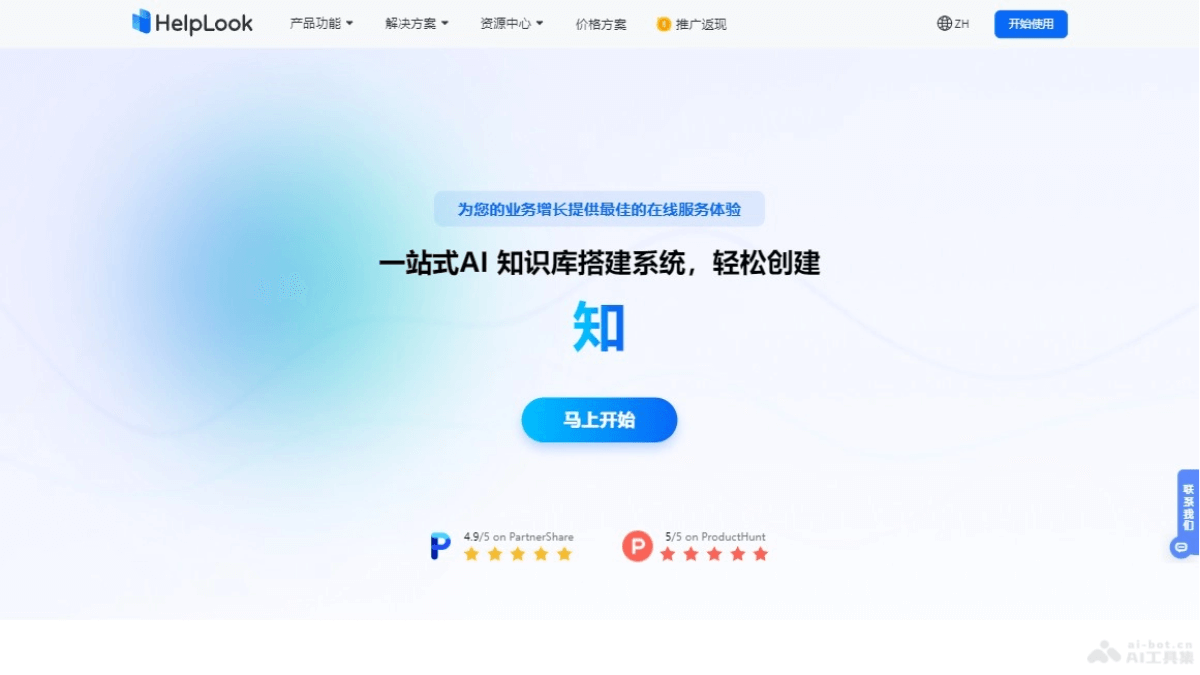 HelpLook 产品功能 解决方案 资源中心 价格方案 推广返现 ZH 开始使用
为您的业务增长提供最佳的在线服务体验
一站式AI 知识库搭建系统，轻松创建
知
马上开始
联系我们
4.9/5 on PartnerShare
5/5 on ProductHunt
ai-bot.cn
AI工具集